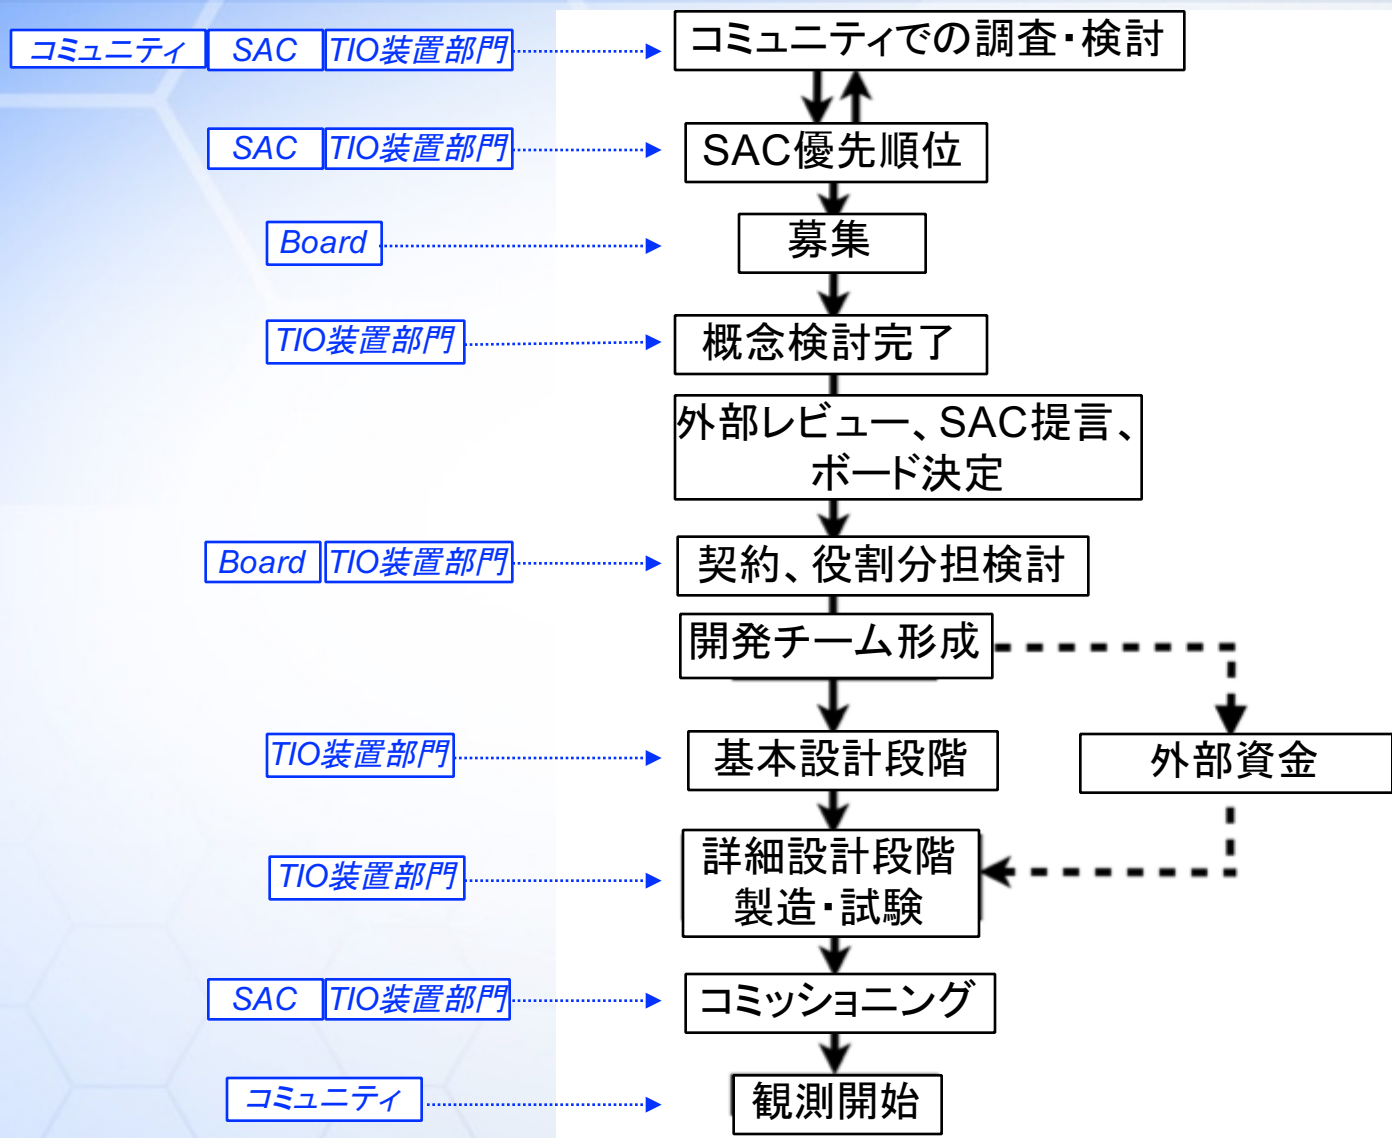 コミュニティ SAC TIO装置部門 コミュニティでの調査・検討
SAC TIO装置部門 SAC優先順位
Board 募集
TIO装置部門 概念検討完了
外部レビュー、SAC提言、
ボード決定
Board TIO装置部門 契約、役割分担検討
開発チーム形成
TIO装置部門 基本設計段階 外部資金
詳細設計段階
TIO装置部門 製造・試験
SAC TIO装置部門 コミッショニング
コミュニティ 観測開始